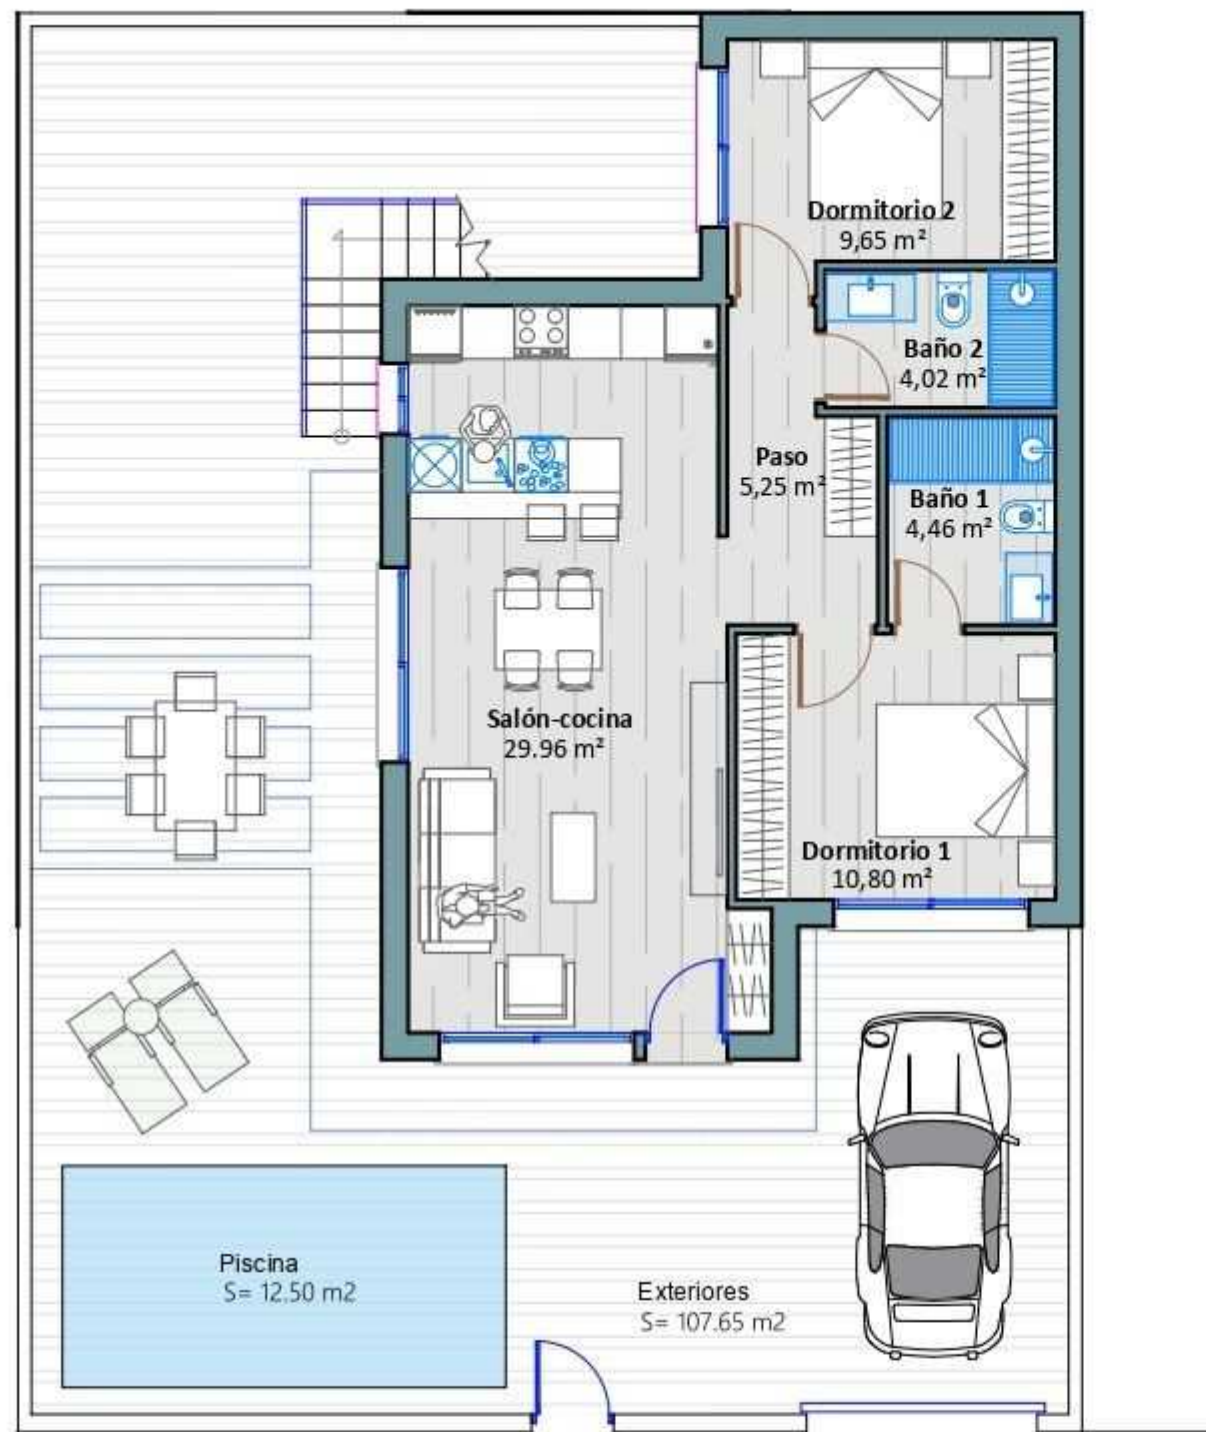 Dormitorio 2
9,65 m²
Baño 2
4,02 m²
Paso
5,25 m²
Baño 1
4,46 m²
Salón-cocina
29.96 m²
Dormitorio 1
10,80 m²
Piscina
S= 12.50 m2
Exteriores
S= 107.65 m2